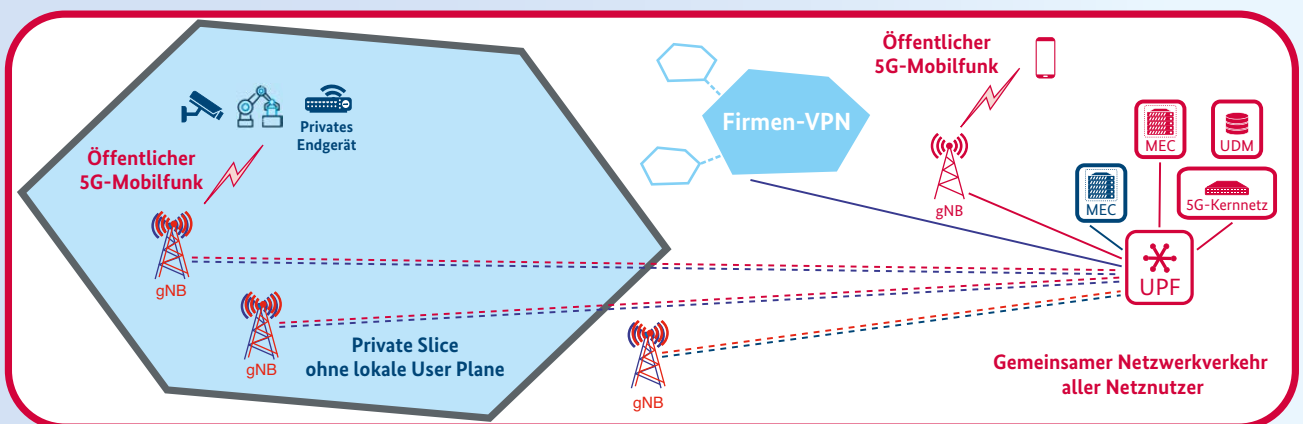 Öffentlicher
5G-Mobilfunk
Privates
Endgerät
gNB
gNB
Private Slice
ohne lokale User Plane
Firmen-VPN
Öffentlicher
5G-Mobilfunk
gNB
gNB
MEC
UDM
MEC
5G-Kernnetz
UPF
Gemeinsamer Netzwerkverkehr
aller Netznutzer